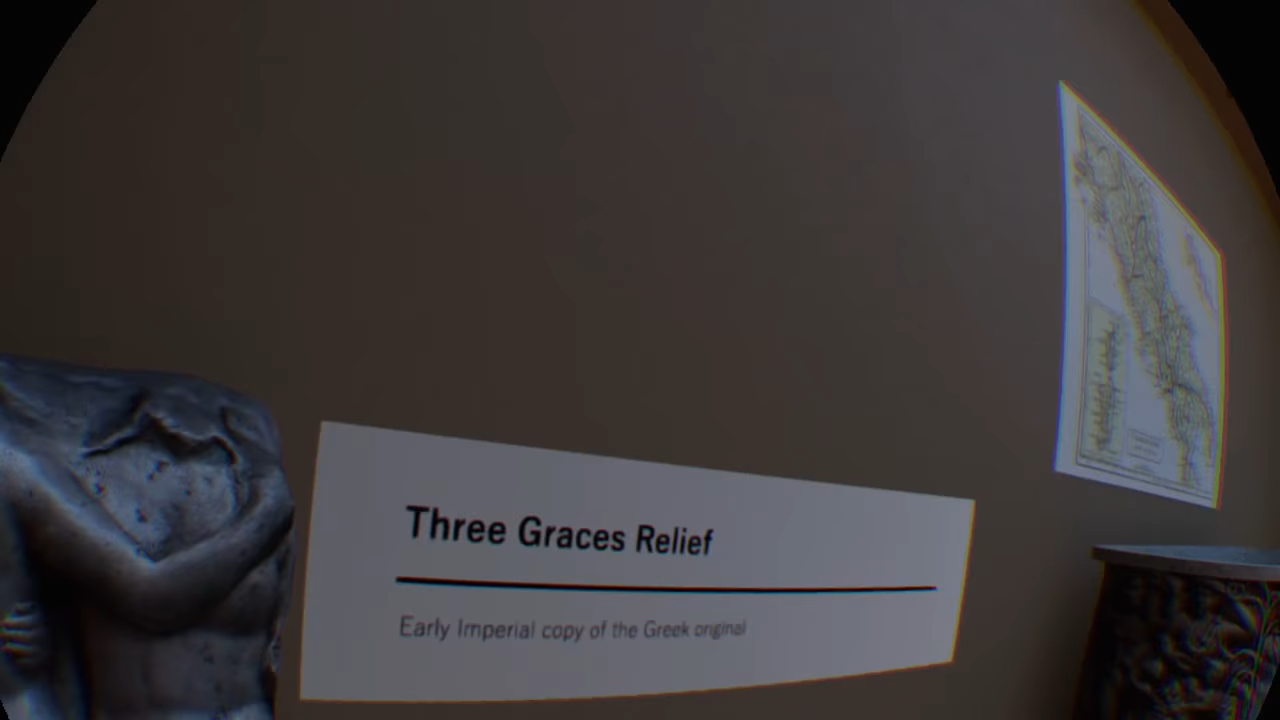 Three Graces Relief
Early Imperial copy of the Greek original